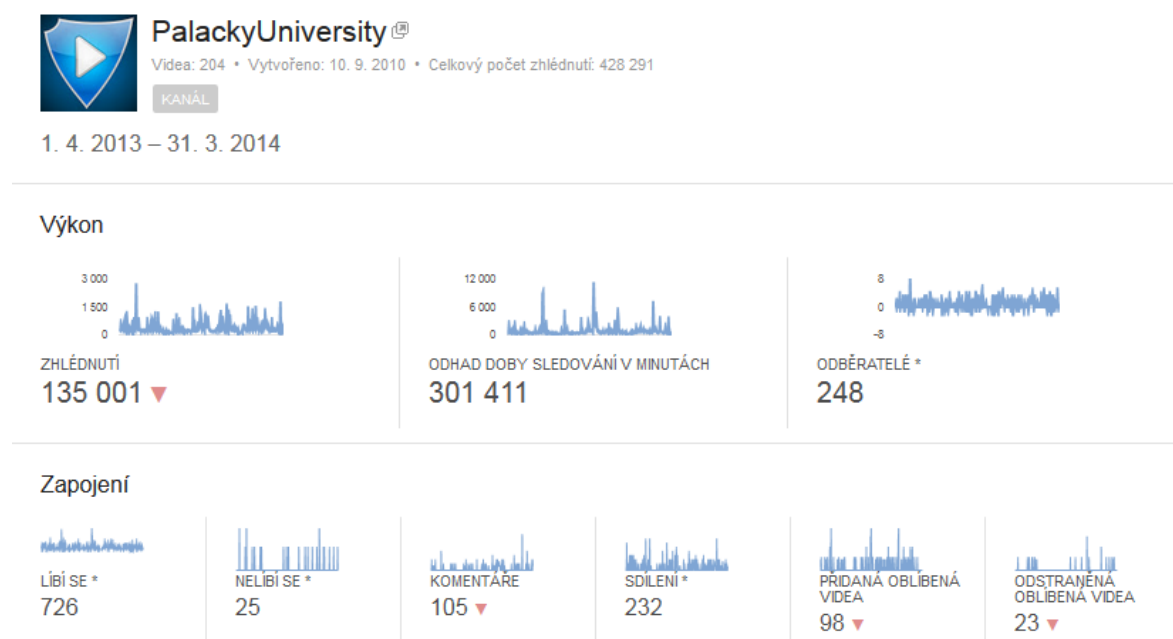 PalackyUniversity
Videa: 204 • Vytvořeno: 10. 9. 2010 • Celkový počet zhlédnutí: 428 291
KANÁL
1. 4. 2013 – 31. 3. 2014
Výkon
3 000
1 500
0
ZHLÉDNUTÍ
135 001 ▼
12 000
6 000
0
ODHAD DOBY SLEDOVÁNÍ V MINUTÁCH
301 411
8
0
-8
ODBĚRATELÉ *
248
Zapojení
LÍBÍ SE *
726
NELÍBÍ SE *
25
KOMENTÁŘE
105 ▼
SDÍLENÍ *
232
PŘIDANÁ OBLÍBENÁ
VIDEA
98 ▼
ODSTRANĚNÁ
OBLÍBENÁ VIDEA
23 ▼